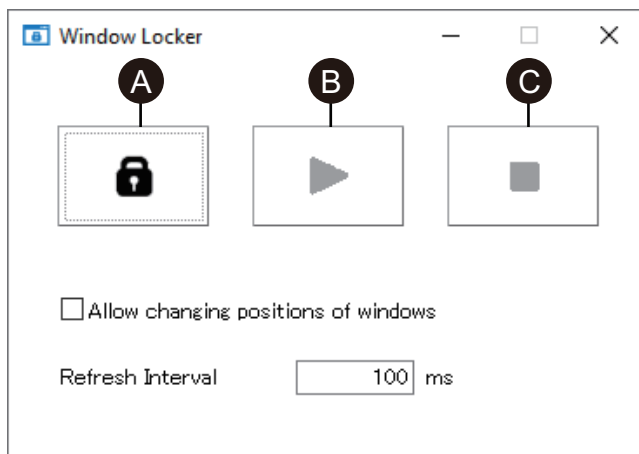 Window Locker
A B C
Allow changing positions of windows
Refresh Interval 100 ms